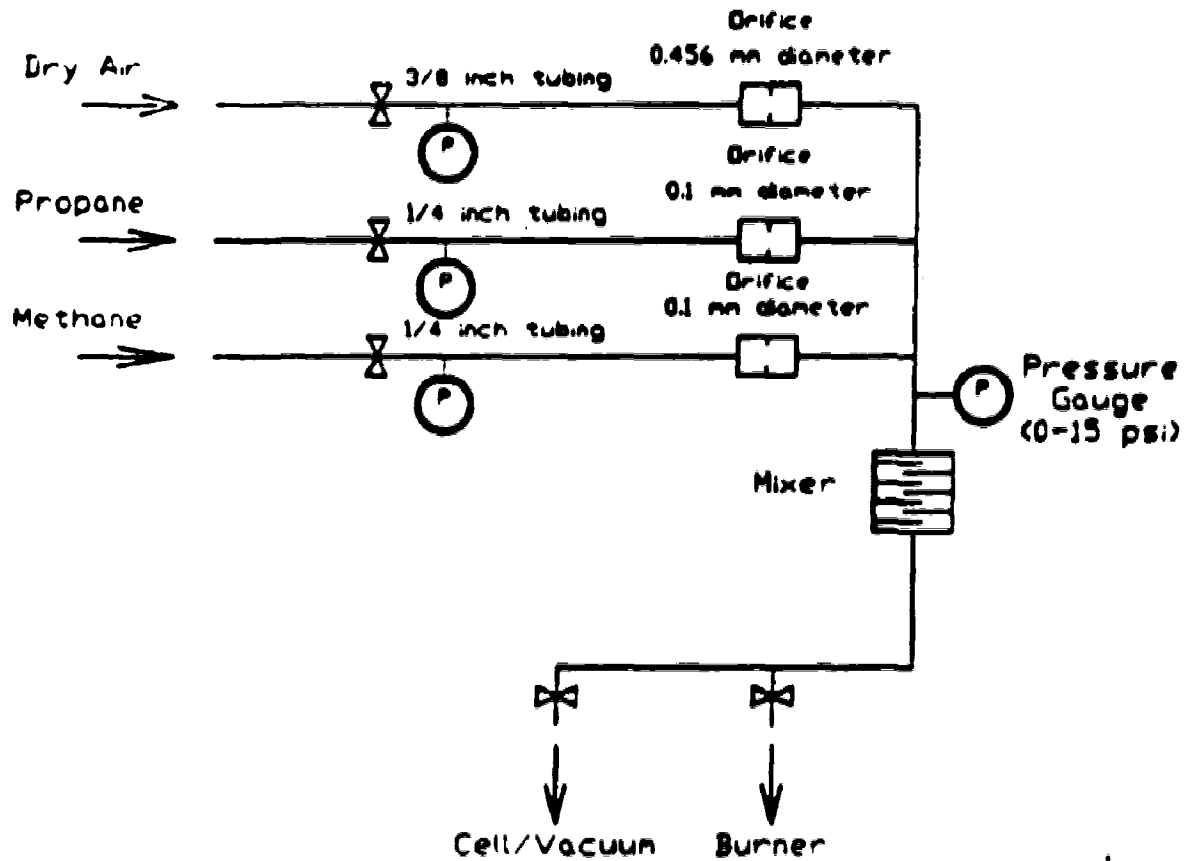 Orifice
0.456 mm diameter
Dry Air
3/8 inch tubing
P
Orifice
0.1 mm diameter
Propane
1/4 inch tubing
P
Orifice
0.1 mm diameter
Methane
1/4 inch tubing
P
P
Pressure
Gauge
(0-15 psi)
Mixer
Cell/Vacuum
Burner